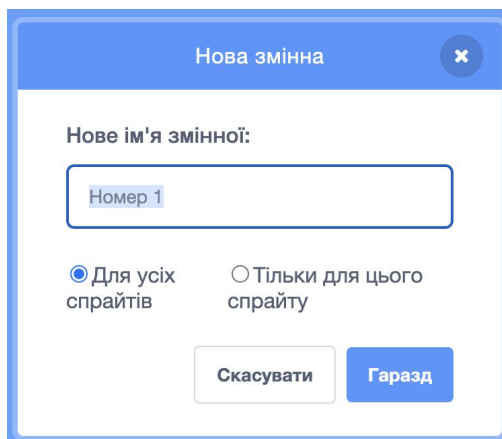 Нова змінна
Нове ім'я змінної:
Номер 1
Для усіх спрайтів
Тільки для цього спрайту
Скасувати
Гаразд